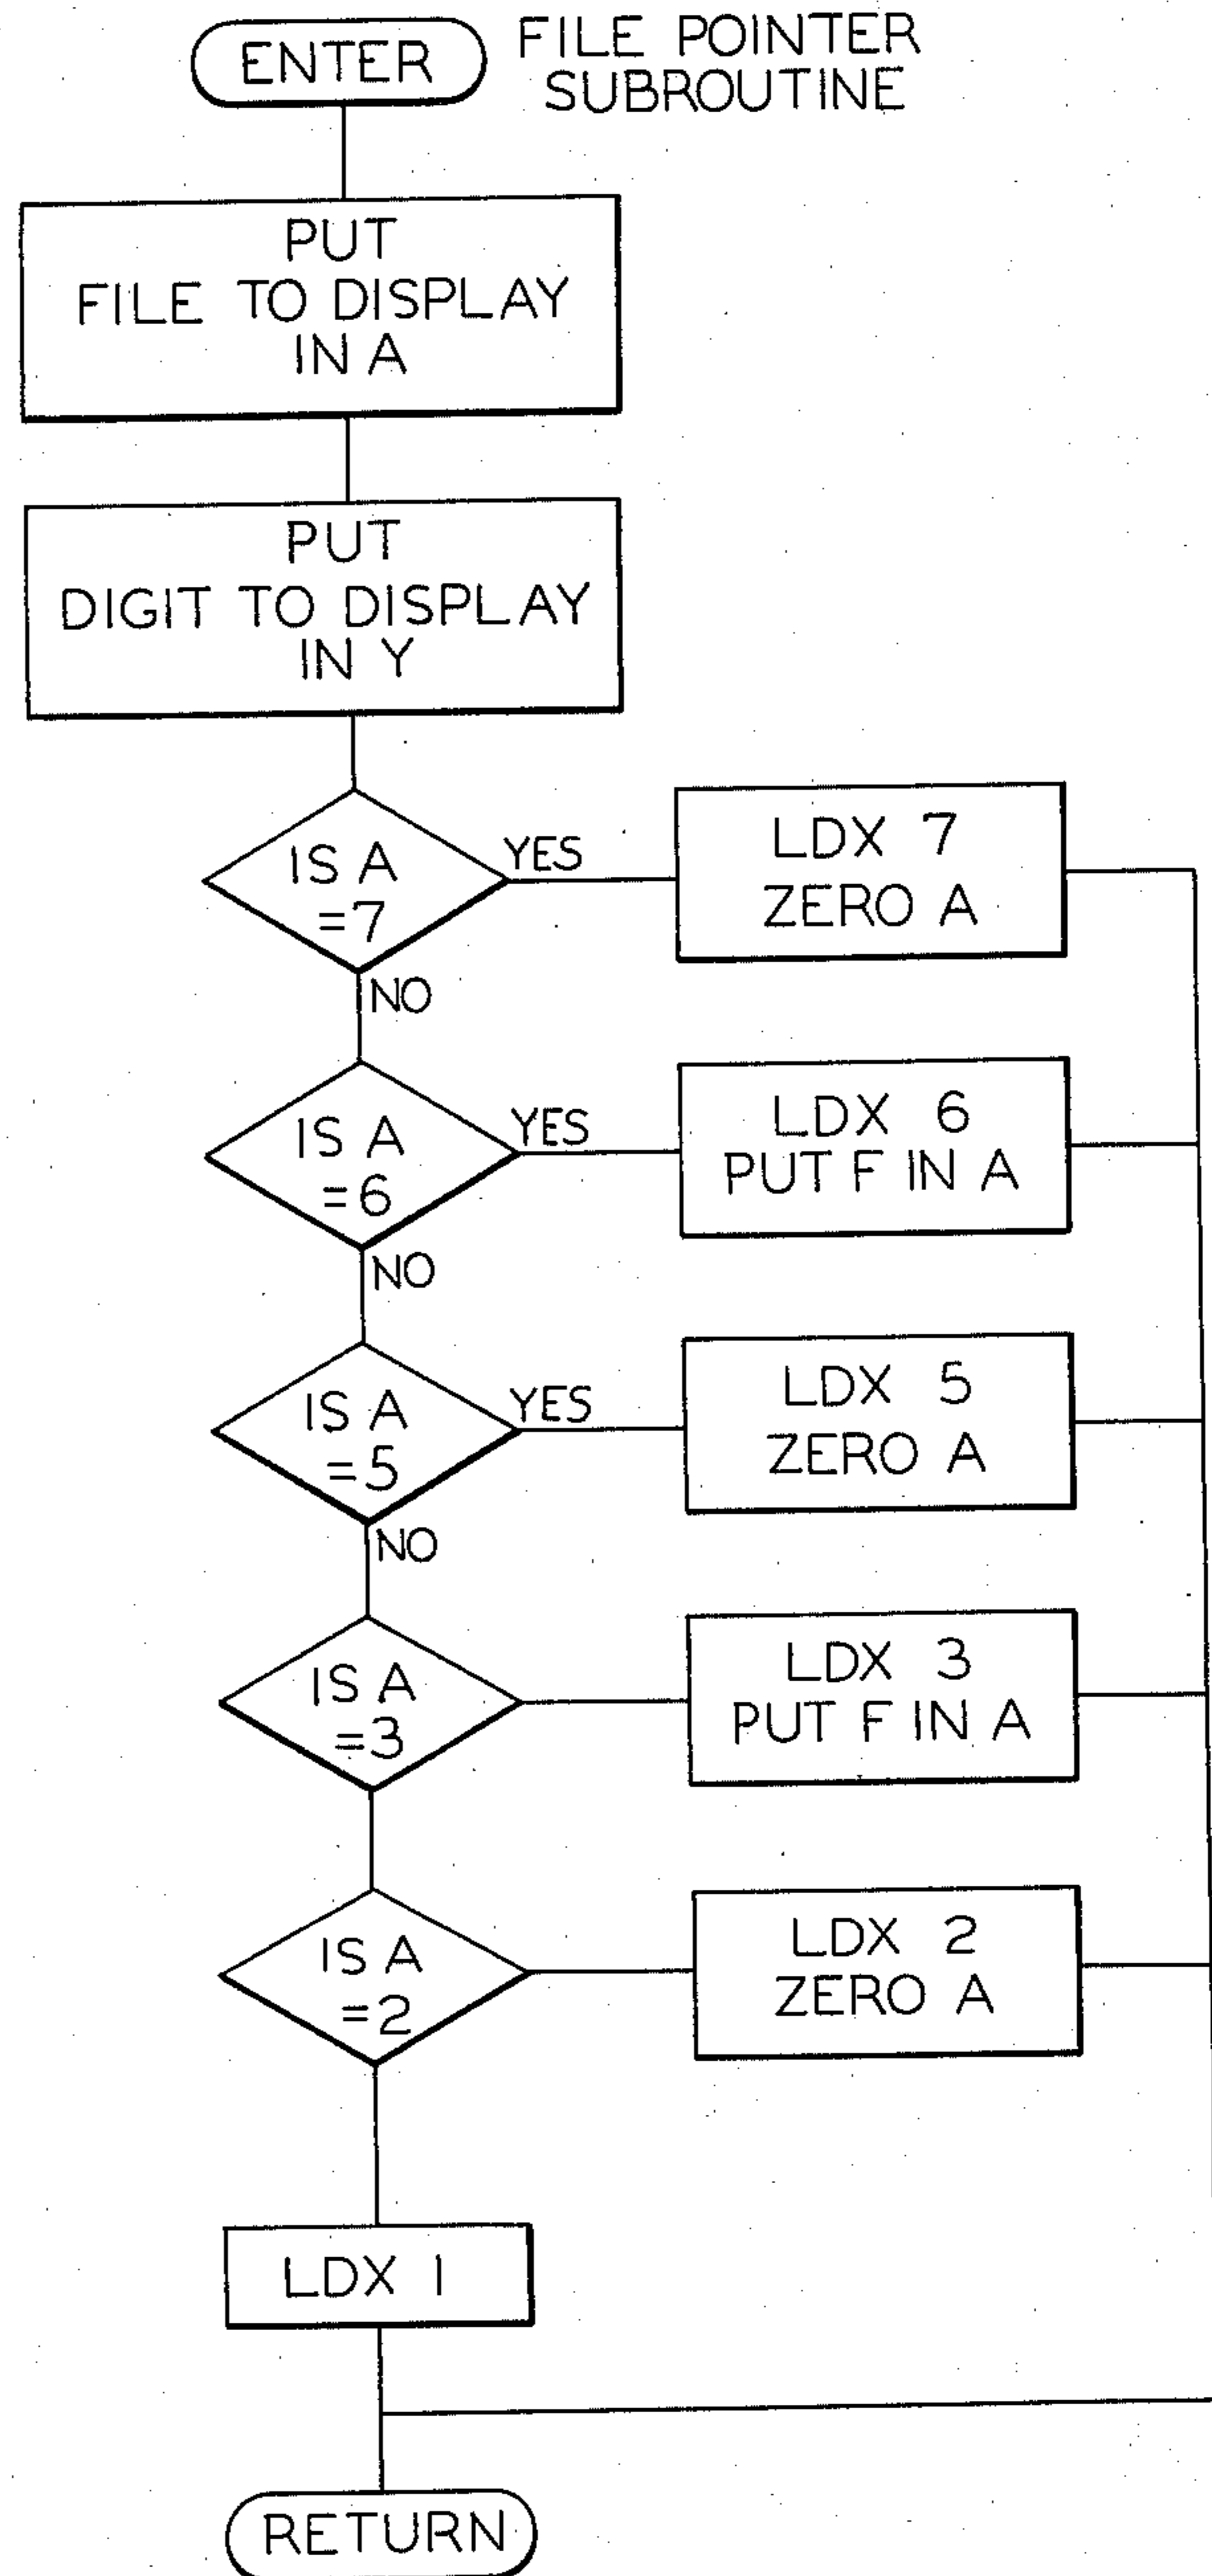 ENTER
FILE POINTER
SUBROUTINE
PUT
FILE TO DISPLAY
IN A
PUT
DIGIT TO DISPLAY
IN Y
IS A
=7
YES
LDX 7
ZERO A
NO
IS A
=6
YES
LDX 6
PUT F IN A
NO
IS A
=5
YES
LDX 5
ZERO A
NO
IS A
=3
LDX 3
PUT F IN A
IS A
=2
LDX 2
ZERO A
LDX 1
RETURN